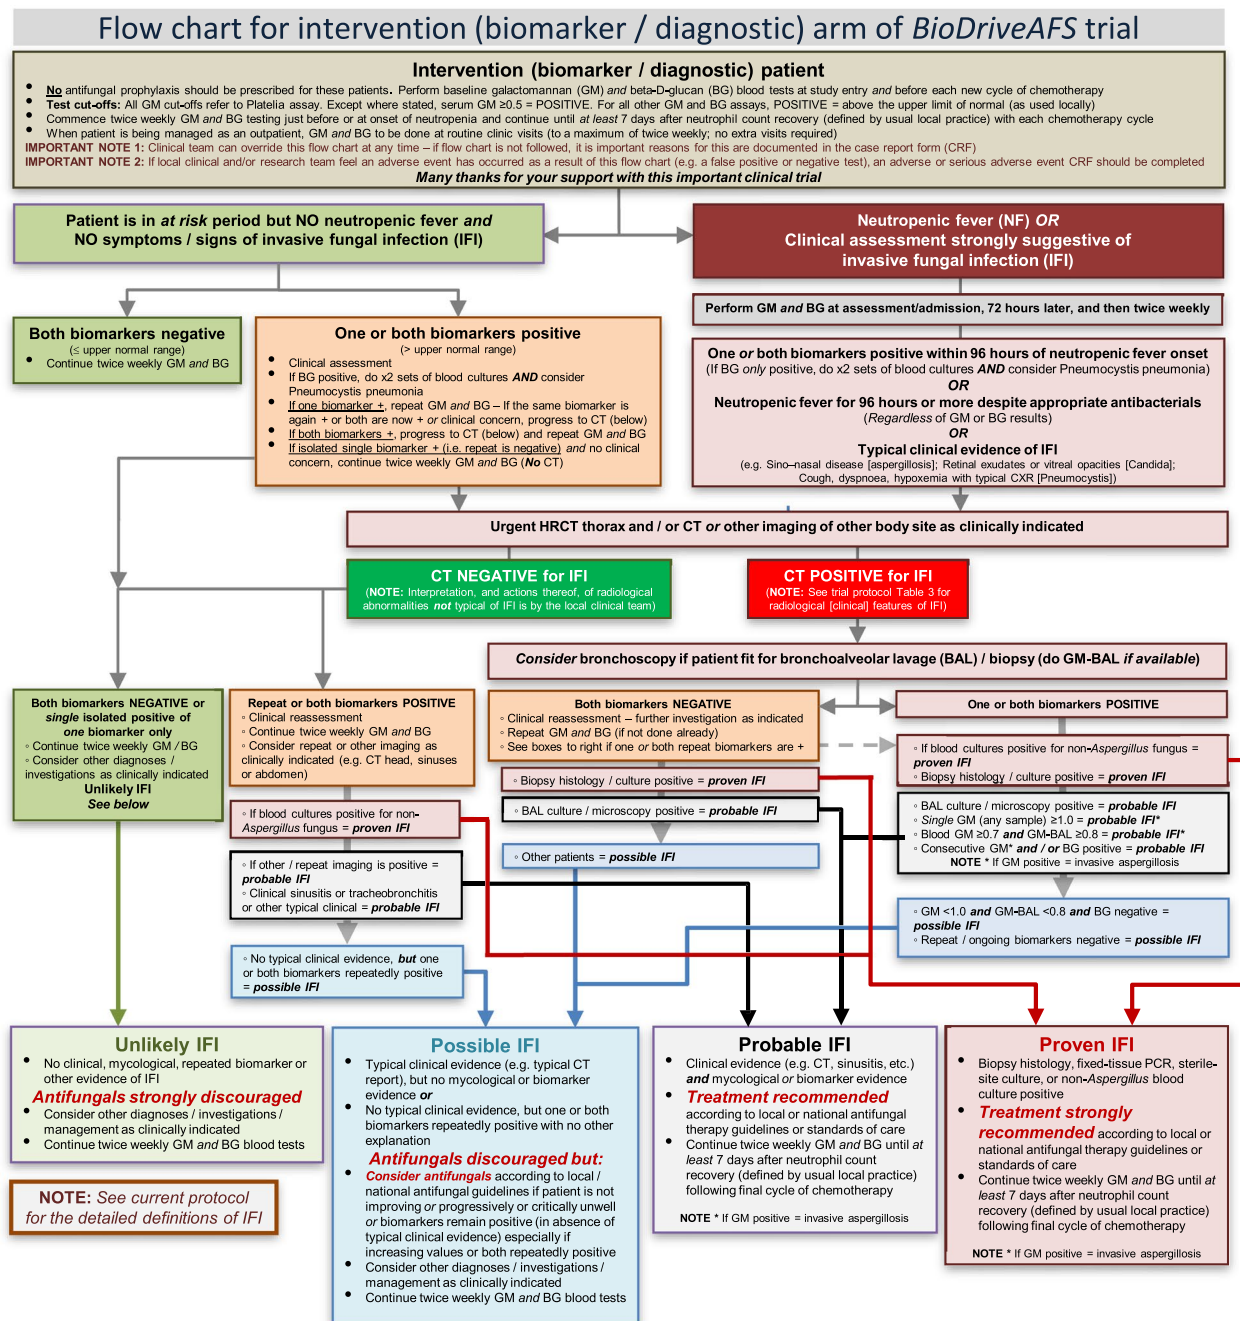 Flow chart for intervention (biomarker / diagnostic) arm of BioDriveAFS trial
Intervention (biomarker / diagnostic) patient
• No antifungal prophylaxis should be prescribed for these patients. Perform baseline galactomannan (GM) and beta-D-glucan (BG) blood tests at study entry and before each new cycle of chemotherapy
• Test cut-offs: All GM cut-offs refer to Platelia assay. Except where stated, serum GM ≥0.5 = POSITIVE. For all other GM and BG assays, POSITIVE = above the upper limit of normal (as used locally)
• Commence twice weekly GM and BG testing just before or at onset of neutropenia and continue until at least 7 days after neutrophil count recovery (defined by usual local practice) with each chemotherapy cycle
• When patient is being managed as an outpatient, GM and BG to be done at routine clinic visits (to a maximum of twice weekly; no extra visits required)
IMPORTANT NOTE 1: Clinical team can override this flow chart at any time – if flow chart is not followed, it is important reasons for this are documented in the case report form (CRF)
IMPORTANT NOTE 2: If local clinical and/or research team feel an adverse event has occurred as a result of this flow chart (e.g. a false positive or negative test), an adverse or serious adverse event CRF should be completed
Many thanks for your support with this important clinical trial
Patient is in at risk period but NO neutropenic fever and
NO symptoms / signs of invasive fungal infection (IFI)
Neutropenic fever (NF) OR
Clinical assessment strongly suggestive of
invasive fungal infection (IFI)
Both biomarkers negative
(≤ upper normal range)
• Continue twice weekly GM and BG
One or both biomarkers positive
(> upper normal range)
• Clinical assessment
• If BG positive, do x2 sets of blood cultures AND consider
Pneumocystis pneumonia
• If one biomarker +, repeat GM and BG – If the same biomarker is
again + or both are now + or clinical concern, progress to CT (below)
• If both biomarkers +, progress to CT (below) and repeat GM and BG
• If isolated single biomarker + (i.e. repeat is negative) and no clinical
concern, continue twice weekly GM and BG (No CT)
Perform GM and BG at assessment/admission, 72 hours later, and then twice weekly
One or both biomarkers positive within 96 hours of neutropenic fever onset
(If BG only positive, do x2 sets of blood cultures AND consider Pneumocystis pneumonia)
OR
Neutropenic fever for 96 hours or more despite appropriate antibacterials
(Regardless of GM or BG results)
OR
Typical clinical evidence of IFI
(e.g. Sino–nasal disease [aspergillosis]; Retinal exudates or vitreal opacities [Candida];
Cough, dyspnoea, hypoxemia with typical CXR [Pneumocystis])
Urgent HRCT thorax and / or CT or other imaging of other body site as clinically indicated
CT NEGATIVE for IFI
(NOTE: Interpretation, and actions thereof, of radiological
abnormalities not typical of IFI is by the local clinical team)
CT POSITIVE for IFI
(NOTE: See trial protocol Table 3 for
radiological [clinical] features of IFI)
Consider bronchoscopy if patient fit for bronchoalveolar lavage (BAL) / biopsy (do GM-BAL if available)
Both biomarkers NEGATIVE or
single isolated positive of
one biomarker only
◦ Continue twice weekly GM / BG
◦ Consider other diagnoses /
investigations as clinically indicated
Unlikely IFI
See below
Repeat or both biomarkers POSITIVE
◦ Clinical reassessment
◦ Continue twice weekly GM and BG
◦ Consider repeat or other imaging as
clinically indicated (e.g. CT head, sinuses
or abdomen)
◦ If blood cultures positive for non-
Aspergillus fungus = proven IFI
◦ If other / repeat imaging is positive =
probable IFI
◦ Clinical sinusitis or tracheobronchitis
or other typical clinical = probable IFI
◦ No typical clinical evidence, but one
or both biomarkers repeatedly positive
= possible IFI
Both biomarkers NEGATIVE
◦ Clinical reassessment – further investigation as indicated
◦ Repeat GM and BG (if not done already)
◦ See boxes to right if one or both repeat biomarkers are +
◦ Biopsy histology / culture positive = proven IFI
◦ BAL culture / microscopy positive = probable IFI
◦ Other patients = possible IFI
One or both biomarkers POSITIVE
◦ If blood cultures positive for non-Aspergillus fungus =
proven IFI
◦ Biopsy histology / culture positive = proven IFI
◦ BAL culture / microscopy positive = probable IFI
◦ Single GM (any sample) ≥1.0 = probable IFI*
◦ Blood GM ≥0.7 and GM-BAL ≥0.8 = probable IFI*
◦ Consecutive GM* and / or BG positive = probable IFI
NOTE * If GM positive = invasive aspergillosis
◦ GM <1.0 and GM-BAL <0.8 and BG negative =
possible IFI
◦ Repeat / ongoing biomarkers negative = possible IFI
Unlikely IFI
• No clinical, mycological, repeated biomarker or
other evidence of IFI
Antifungals strongly discouraged
• Consider other diagnoses / investigations /
management as clinically indicated
• Continue twice weekly GM and BG blood tests
NOTE: See current protocol
for the detailed definitions of IFI
Possible IFI
• Typical clinical evidence (e.g. typical CT
report), but no mycological or biomarker
evidence or
• No typical clinical evidence, but one or both
biomarkers repeatedly positive with no other
explanation
Antifungals discouraged but:
• Consider antifungals according to local /
national antifungal guidelines if patient is not
improving or progressively or critically unwell
or biomarkers remain positive (in absence of
typical clinical evidence) especially if
increasing values or both repeatedly positive
• Consider other diagnoses / investigations /
management as clinically indicated
• Continue twice weekly GM and BG blood tests
Probable IFI
• Clinical evidence (e.g. CT, sinusitis, etc.)
and mycological or biomarker evidence
• Treatment recommended
according to local or national antifungal
therapy guidelines or standards of care
• Continue twice weekly GM and BG until at
least 7 days after neutrophil count
recovery (defined by usual local practice)
following final cycle of chemotherapy
NOTE * If GM positive = invasive aspergillosis
Proven IFI
• Biopsy histology, fixed-tissue PCR, sterile-
site culture, or non-Aspergillus blood
culture positive
• Treatment strongly
recommended according to local or
national antifungal therapy guidelines
or standards of care
• Continue twice weekly GM and BG until at
least 7 days after neutrophil count
recovery (defined by usual local practice)
following final cycle of chemotherapy
NOTE * If GM positive = invasive aspergillosis